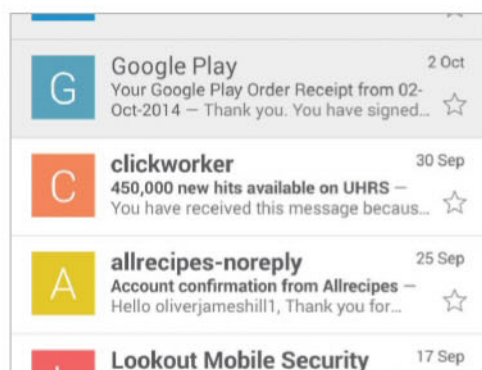 G
Google Play
2 Oct
Your Google Play Order Receipt from 02-
Oct-2014 – Thank you. You have signed...
C
clickworker
30 Sep
450,000 new hits available on UHRS –
You have received this message becaus...
A
allrecipes-noreply
25 Sep
Account confirmation from Allrecipes –
Hello oliverjameshill1, Thank you for...
Lookout Mobile Security
17 Sep